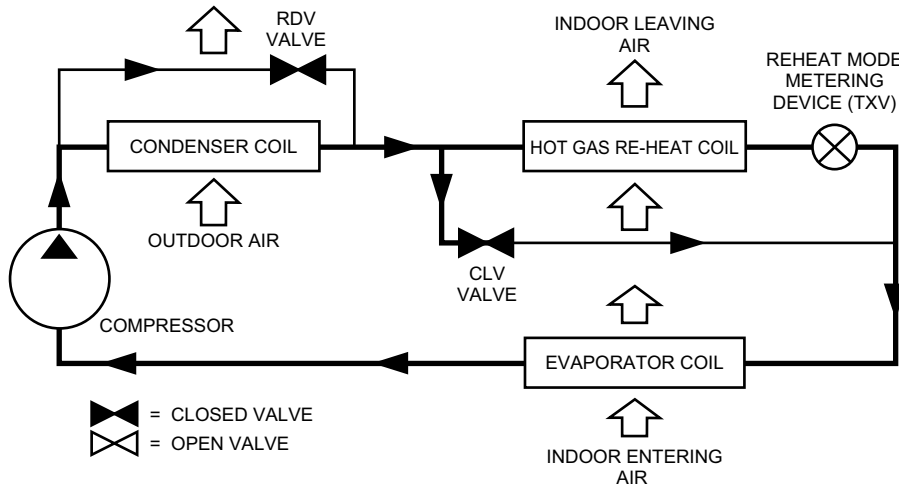 RDV
VALVE
INDOOR LEAVING
AIR
REHEAT MODE
METERING
DEVICE (TXV)
CONDENSER COIL
HOT GAS RE-HEAT COIL
OUTDOOR AIR
CLV
VALVE
COMPRESSOR
EVAPORATOR COIL
= CLOSED VALVE
= OPEN VALVE
INDOOR ENTERING
AIR